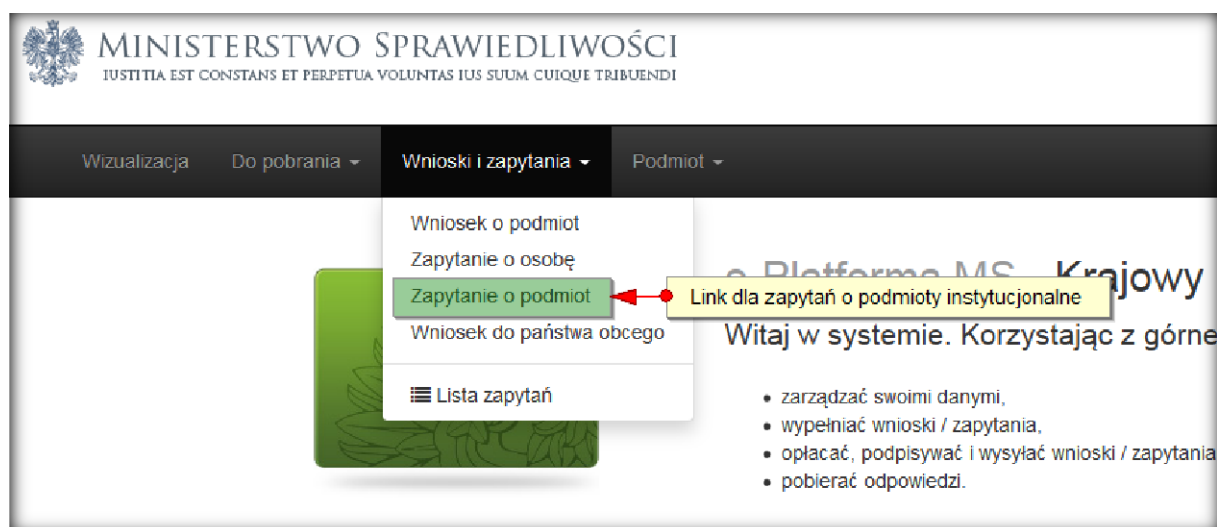 MINISTERSTWO SPRAWIEDLIWOŚCI
IUSTITIA EST CONSTANS ET PERPETUA VOLUNTAS IUS SUUM CUIQUE TRIBUENDI
Wizualizacja Do pobrania Wnioski i zapytania Podmiot
Wniosek o podmiot
Zapytanie o osobę
Zapytanie o podmiot
Wniosek do państwa obcego
Lista zapytań
Link dla zapytań o podmioty instytucjonalne
e-Platforma MS Krajowy
Witaj w systemie. Korzystając z górne
• zarządzać swoimi danymi,
• wypełniać wnioski / zapytania,
• opłacać, podpisywać i wysyłać wnioski / zapytania
• pobierać odpowiedzi.